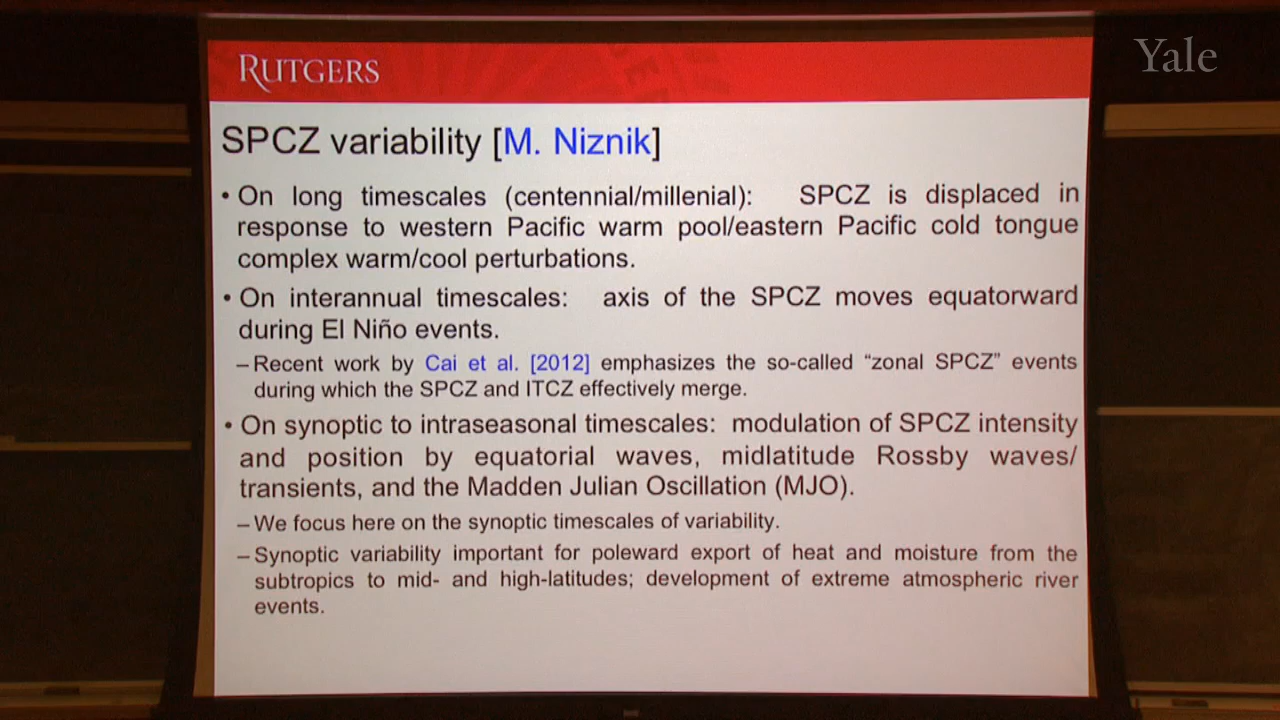 RUTGERS
Yale
SPCZ variability [M. Niznik]
• On long timescales (centennial/millenial): SPCZ is displaced in
response to western Pacific warm pool/eastern Pacific cold tongue
complex warm/cool perturbations.
• On interannual timescales: axis of the SPCZ moves equatorward
during El Niño events.
– Recent work by Cai et al. [2012] emphasizes the so-called “zonal SPCZ” events
during which the SPCZ and ITCZ effectively merge.
• On synoptic to intraseasonal timescales: modulation of SPCZ intensity
and position by equatorial waves, midlatitude Rossby waves/
transients, and the Madden Julian Oscillation (MJO).
– We focus here on the synoptic timescales of variability.
– Synoptic variability important for poleward export of heat and moisture from the
subtropics to mid- and high-latitudes; development of extreme atmospheric river
events.